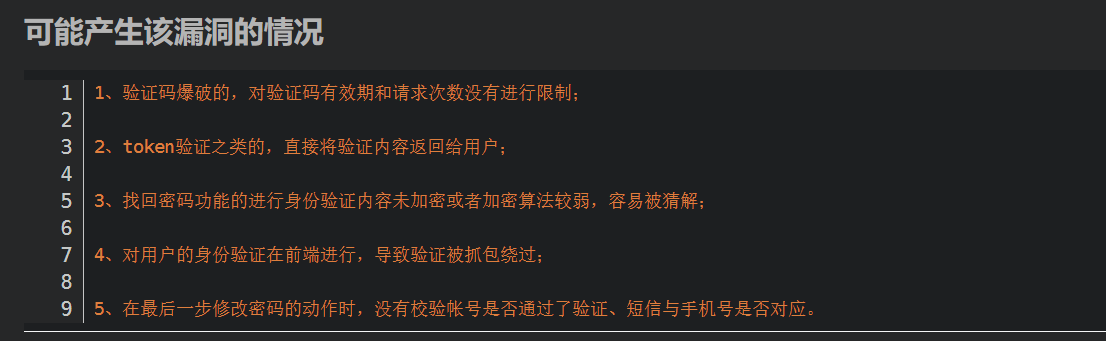 可能产生该漏洞的情况
1 1、验证码爆破的，对验证码有效期和请求次数没有进行限制；
2
3 2、token验证之类的，直接将验证内容返回给用户；
4
5 3、找回密码功能的进行身份验证内容未加密或者加密算法较弱，容易被猜解；
6
7 4、对用户的身份验证在前端进行，导致验证被抓包绕过；
8
9 5、在最后一步修改密码的动作时，没有校验帐号是否通过了验证、短信与手机号是否对应。